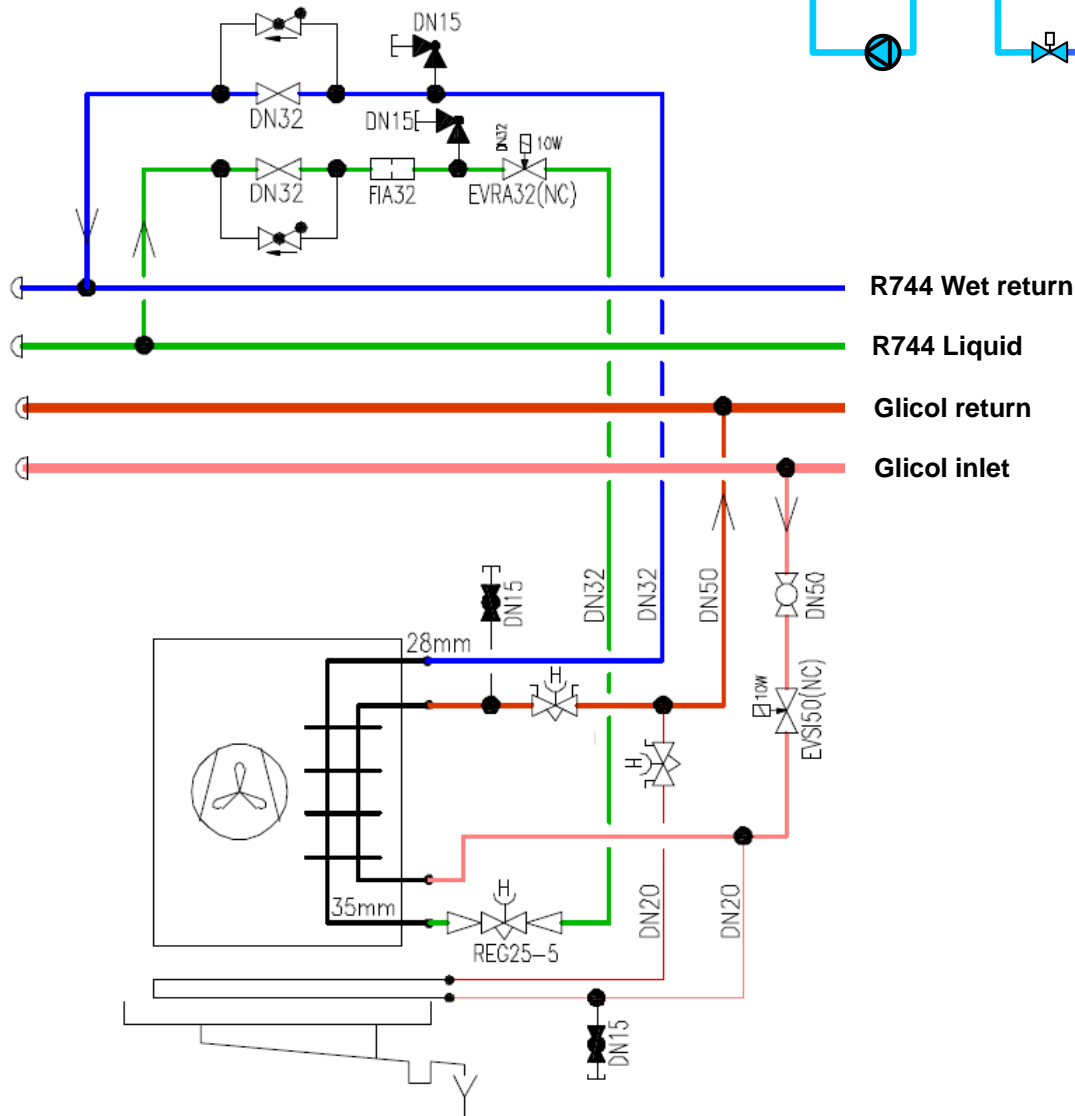 DN15
DN32
DN15
DN32
10W
DN32
FIA32
EVRA32(NC)
R744 Wet return
R744 Liquid
Glicol return
Glicol inlet
DN15
DN32
DN32
DN50
DN50
28mm
H
10W
EVSI50(NC)
H
H
35mm
REG25-5
DN20
DN20
DN15